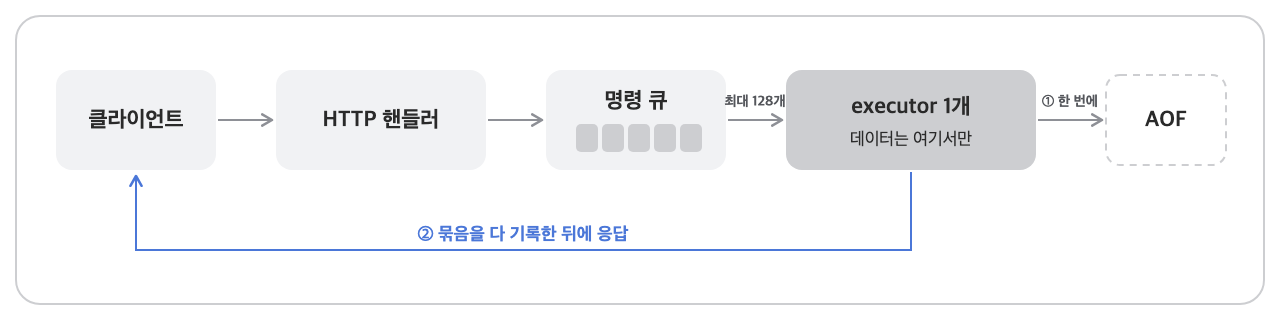 클라이언트
HTTP 핸들러
명령 큐
최대 128개
executor 1개
데이터는 여기서만
① 한 번에
AOF
② 묶음을 다 기록한 뒤에 응답